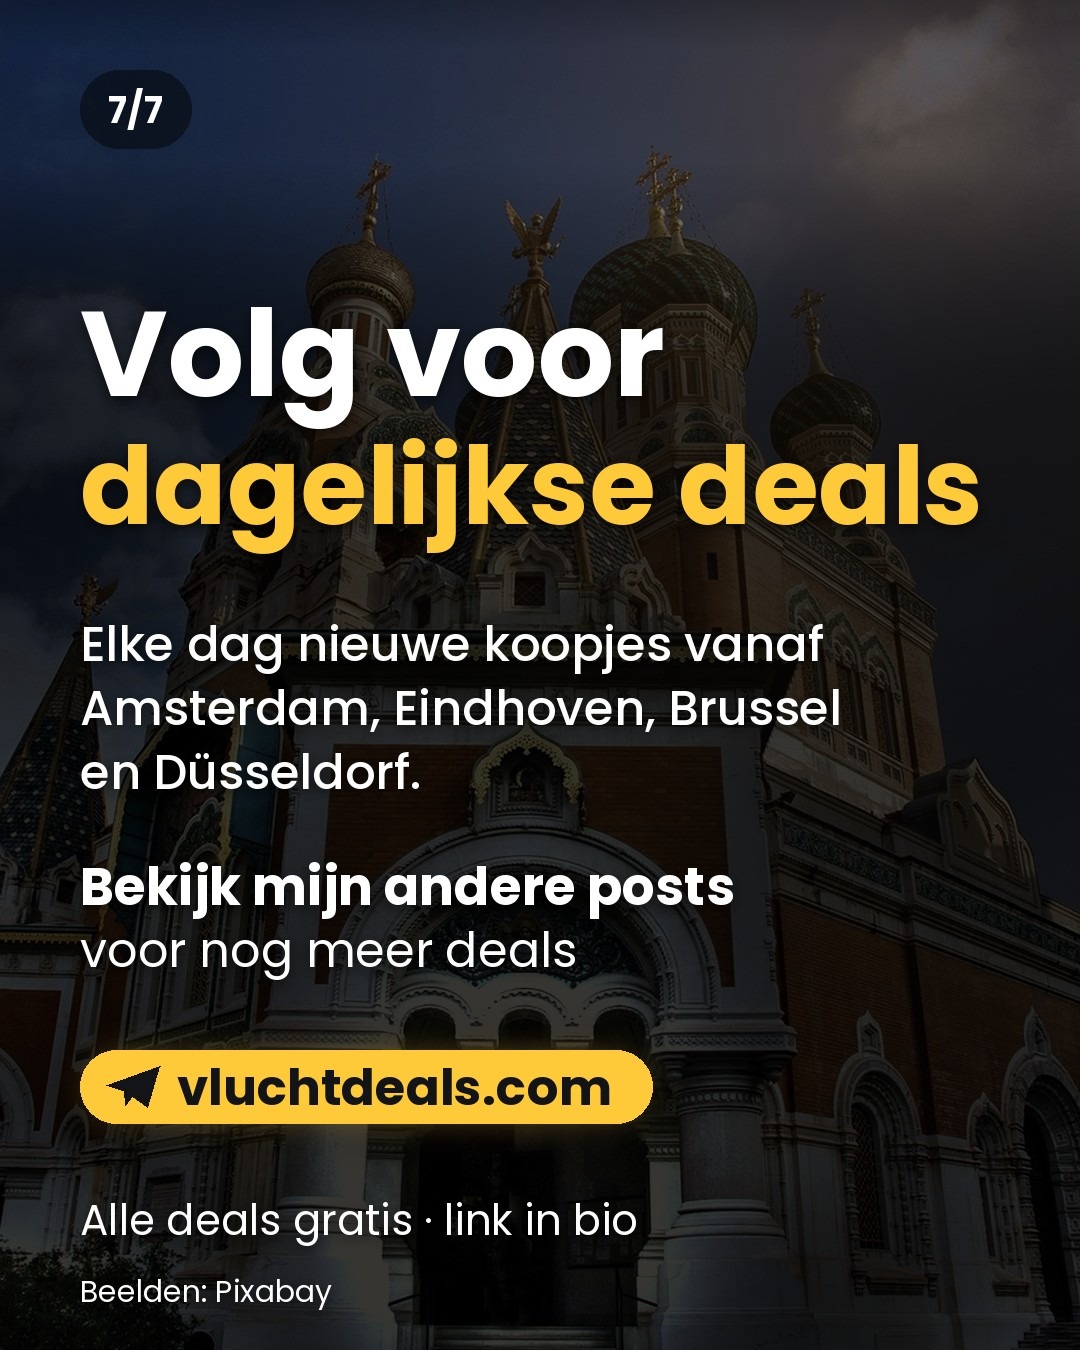 7/7
Volg voor
dagelijkse deals
Elke dag nieuwe koopjes vanaf
Amsterdam, Eindhoven, Brussel
en Düsseldorf.
Bekijk mijn andere posts
voor nog meer deals
vluchtdeals.com
Alle deals gratis · link in bio
Beelden: Pixabay